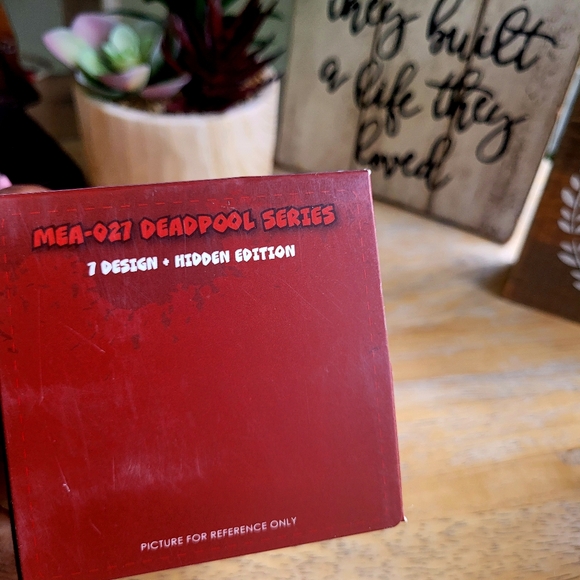 they built
a life they
loved
MEA-027 DEADPOOL SERIES
7 DESIGN + HIDDEN EDITION
PICTURE FOR REFERENCE ONLY